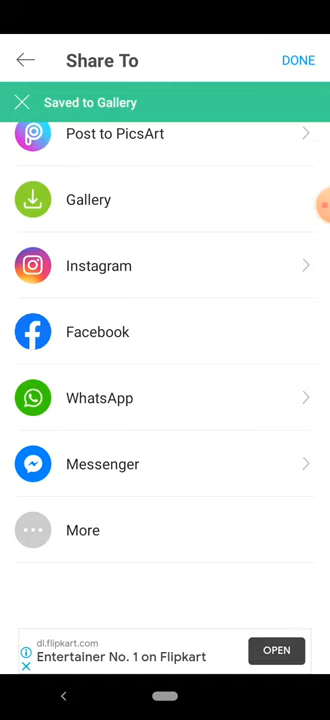 Share To
DONE
Saved to Gallery
Post to PicsArt
Gallery
Instagram
Facebook
WhatsApp
Messenger
More
dl.flipkart.com
Entertainer No. 1 on Flipkart
OPEN